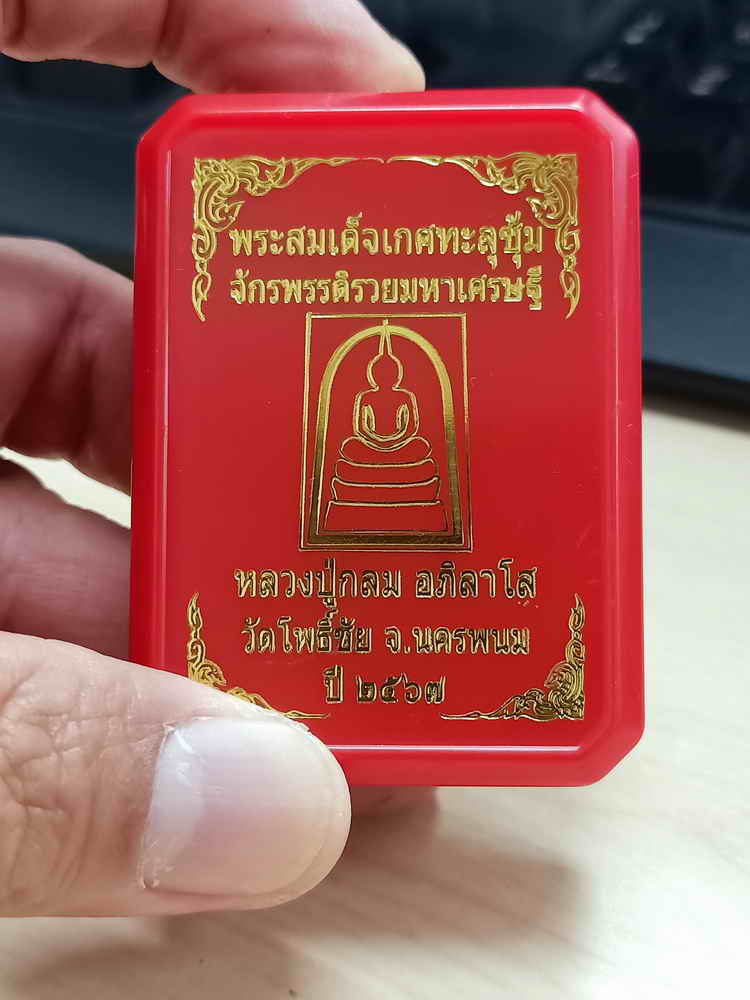 พระสมเด็จเกศทะลุซุ้ม
จักรพรรดิรวยมหาเศรษฐี
หลวงปู่กลม อภิลาโส
วัดโพธิ์ชัย จ.นครพนม
ปี ๒๕๖๗